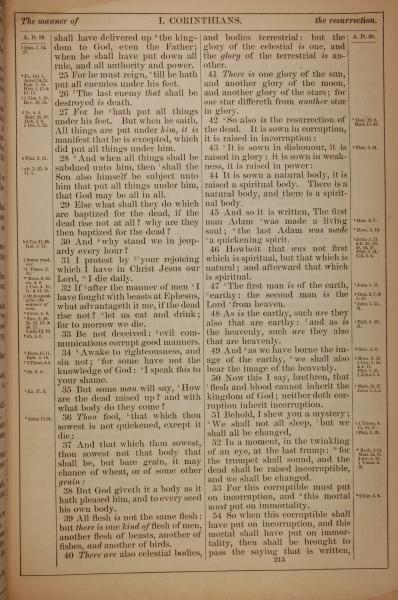 The manner of
I. CORINTHIANS.
the resurrection.
A. D. 59.
shall have delivered up the king-
dom to God, even the Father;
when he shall have put down all
rule, and all authority and power.
25 For he must reign, till he hath
put all enemies under his feet.
26 The last enemy that shall be
destroyed is death.
27 For he hath put all things
under his feet. But when he saith,
All things are put under him, it is
manifest that he is excepted, which
did put all things under him.
28 And when all things shall be
subdued unto him, then shall the
Son also himself be subject unto
him that put all things under him,
that God may be all in all.
29 Else what shall they do which
are baptized for the dead, if the
dead rise not at all? why are they
then baptized for the dead?
30 And why stand we in jeop-
ardy every hour?
31 I protest by your rejoicing
which I have in Christ Jesus our
Lord, I die daily.
32 If after the manner of men I
have fought with beasts at Ephesus,
what advantageth it me, if the dead
rise not? let us eat and drink;
for to morrow we die.
33 Be not deceived: evil com-
munications corrupt good manners.
34 Awake to righteousness, and
sin not; for some have not the
knowledge of God: I speak this to
your shame.
35 But some man will say, How
are the dead raised up? and with
what body do they come?
36 Thou fool, that which thou
sowest is not quickened, except it
die:
37 And that which thou sowest,
thou sowest not that body that
shall be, but bare grain, it may
chance of wheat, or of some other
grain:
38 But God giveth it a body as it
hath pleased him, and to every seed
his own body.
39 All flesh is not the same flesh:
but there is one kind of flesh of men,
another flesh of beasts, another of
fishes, and another of birds.
40 There are also celestial bodies,
and bodies terrestrial: but the
glory of the celestial is one, and
the glory of the terrestrial is an-
other.
41 There is one glory of the sun,
and another glory of the moon,
and another glory of the stars; for
one star differeth from another star
in glory.
42 So also is the resurrection of
the dead. It is sown in corruption,
it is raised in incorruption:
43 It is sown in dishonour, it is
raised in glory: it is sown in weak-
ness, it is raised in power:
44 It is sown a natural body, it is
raised a spiritual body. There is a
natural body, and there is a spirit-
ual body.
45 And so it is written, The first
man Adam was made a living
soul; the last Adam was made
a quickening spirit.
46 Howbeit that was not first
which is spiritual, but that which is
natural; and afterward that which
is spiritual.
47 The first man is of the earth,
earthy: the second man is the
Lord from heaven.
48 As is the earthy, such are they
also that are earthy: and as is
the heavenly, such are they also
that are heavenly.
49 And as we have borne the im-
age of the earthy, we shall also
bear the image of the heavenly.
50 Now this I say, brethren, that
flesh and blood cannot inherit the
kingdom of God; neither doth cor-
ruption inherit incorruption.
51 Behold, I shew you a mystery;
We shall not all sleep, but we
shall all be changed,
52 In a moment, in the twinkling
of an eye, at the last trump: for
the trumpet shall sound, and the
dead shall be raised incorruptible,
and we shall be changed.
53 For this corruptible must put
on incorruption, and this mortal
must put on immortality.
54 So when this corruptible shall
have put on incorruption, and this
mortal shall have put on immor-
tality, then shall be brought to
pass the saying that is written,
A. D. 59.
215